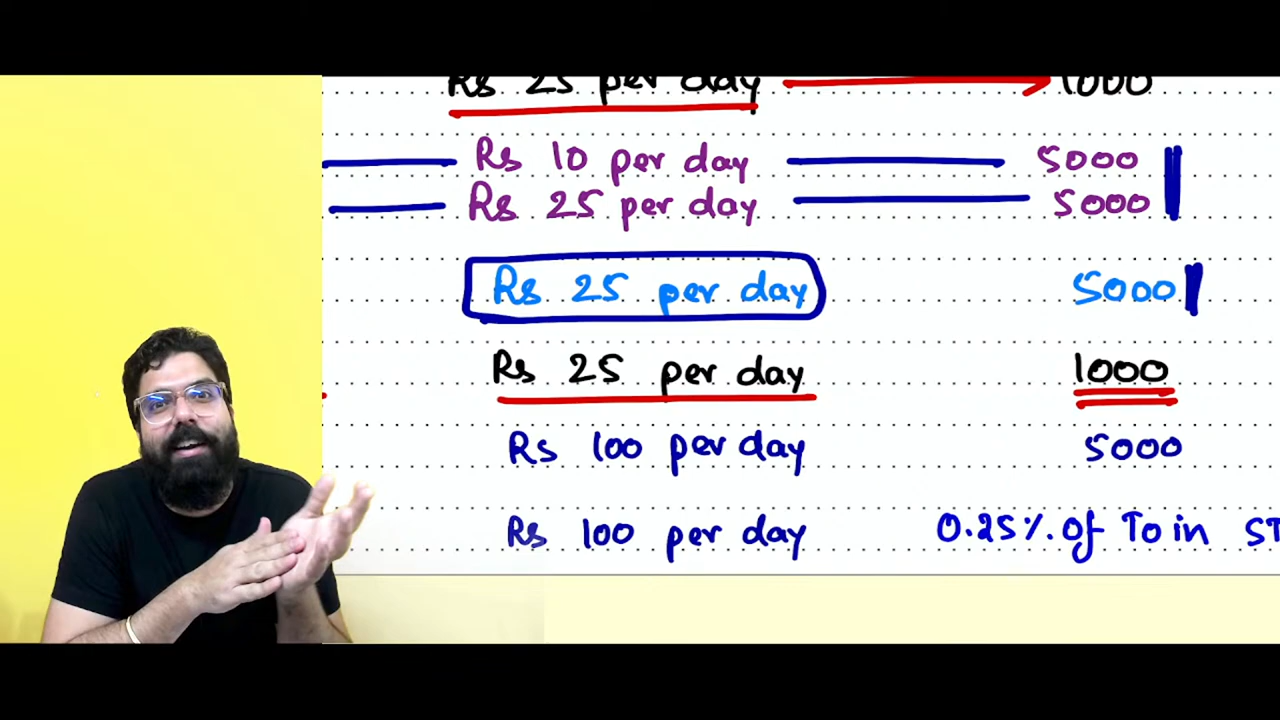 Rs 25 per day 1000
Rs 10 per day 5000
Rs 25 per day 5000
Rs 25 per day 5000
Rs 25 per day 1000
Rs 100 per day 5000
Rs 100 per day 0.25% of To in ST